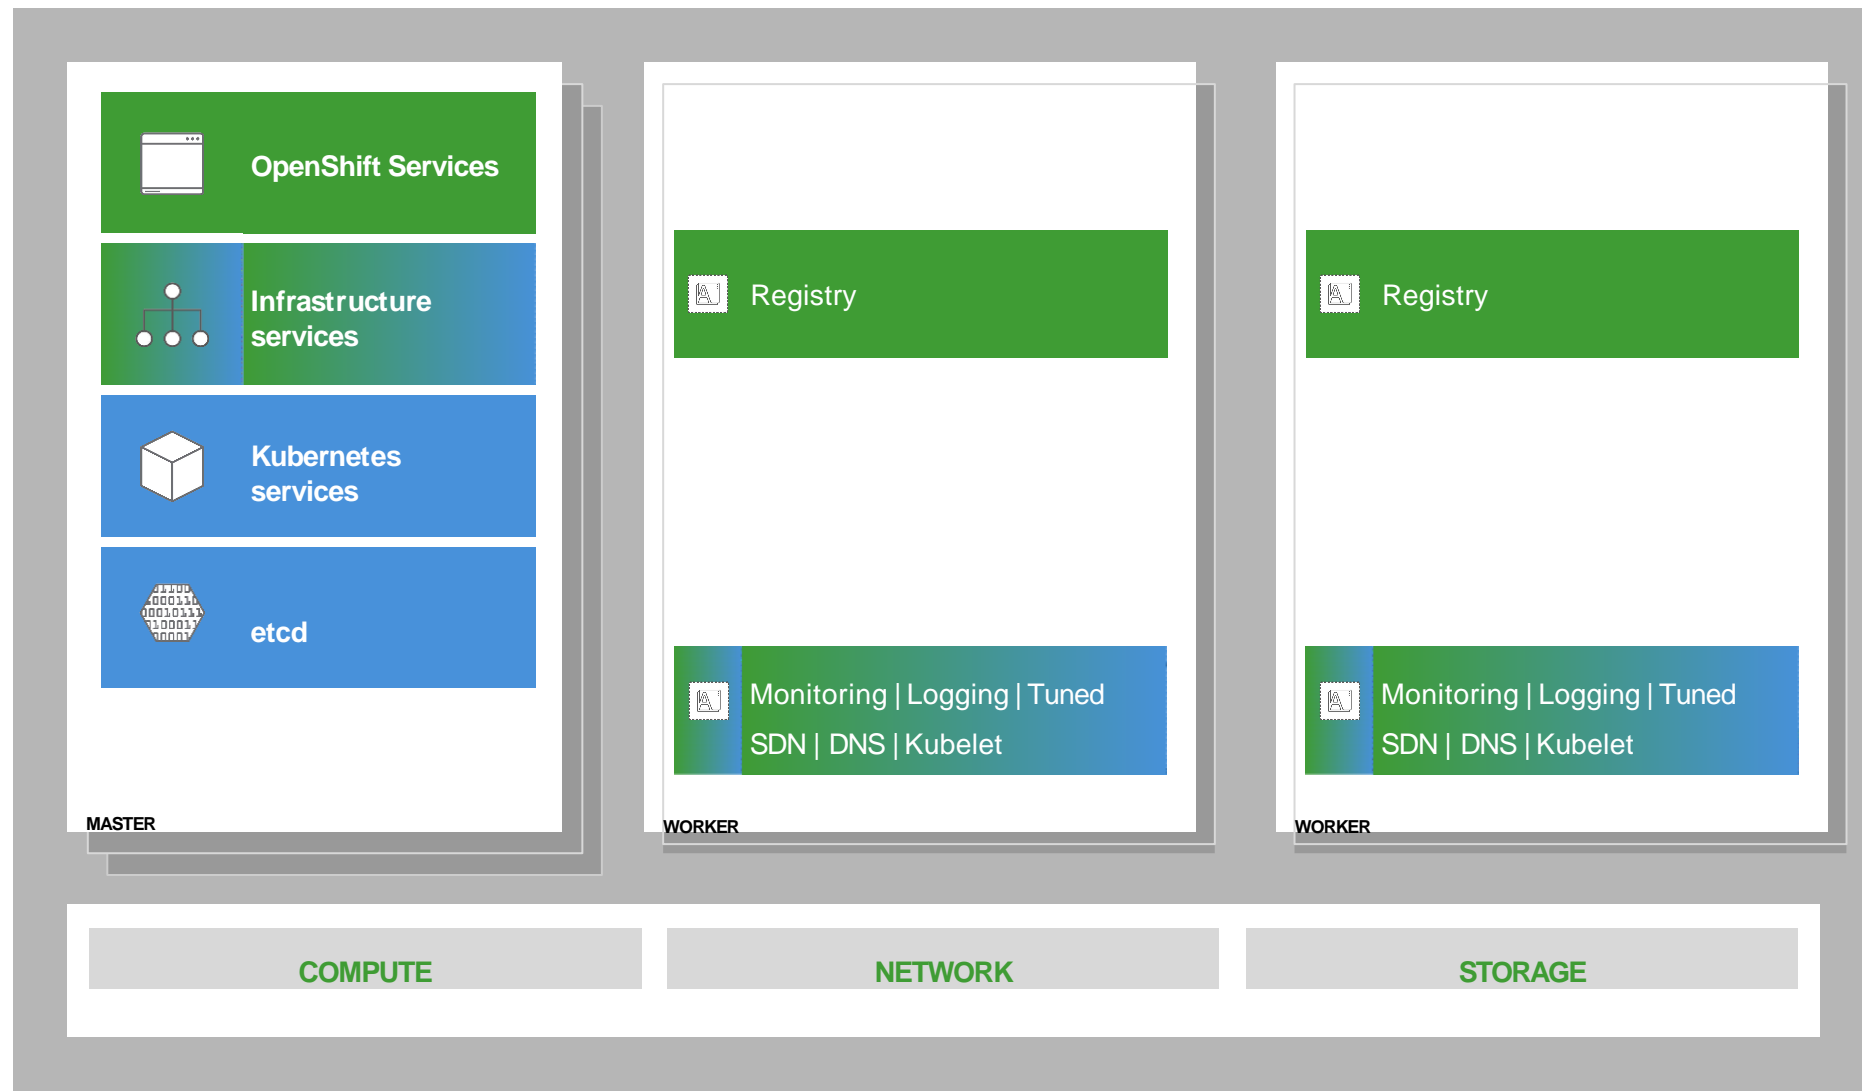 OpenShift Services
Infrastructure
services
Kubernetes
services
etcd
MASTER
Registry
Monitoring | Logging | Tuned
SDN | DNS | Kubelet
WORKER
Registry
Monitoring | Logging | Tuned
SDN | DNS | Kubelet
WORKER
COMPUTE
NETWORK
STORAGE